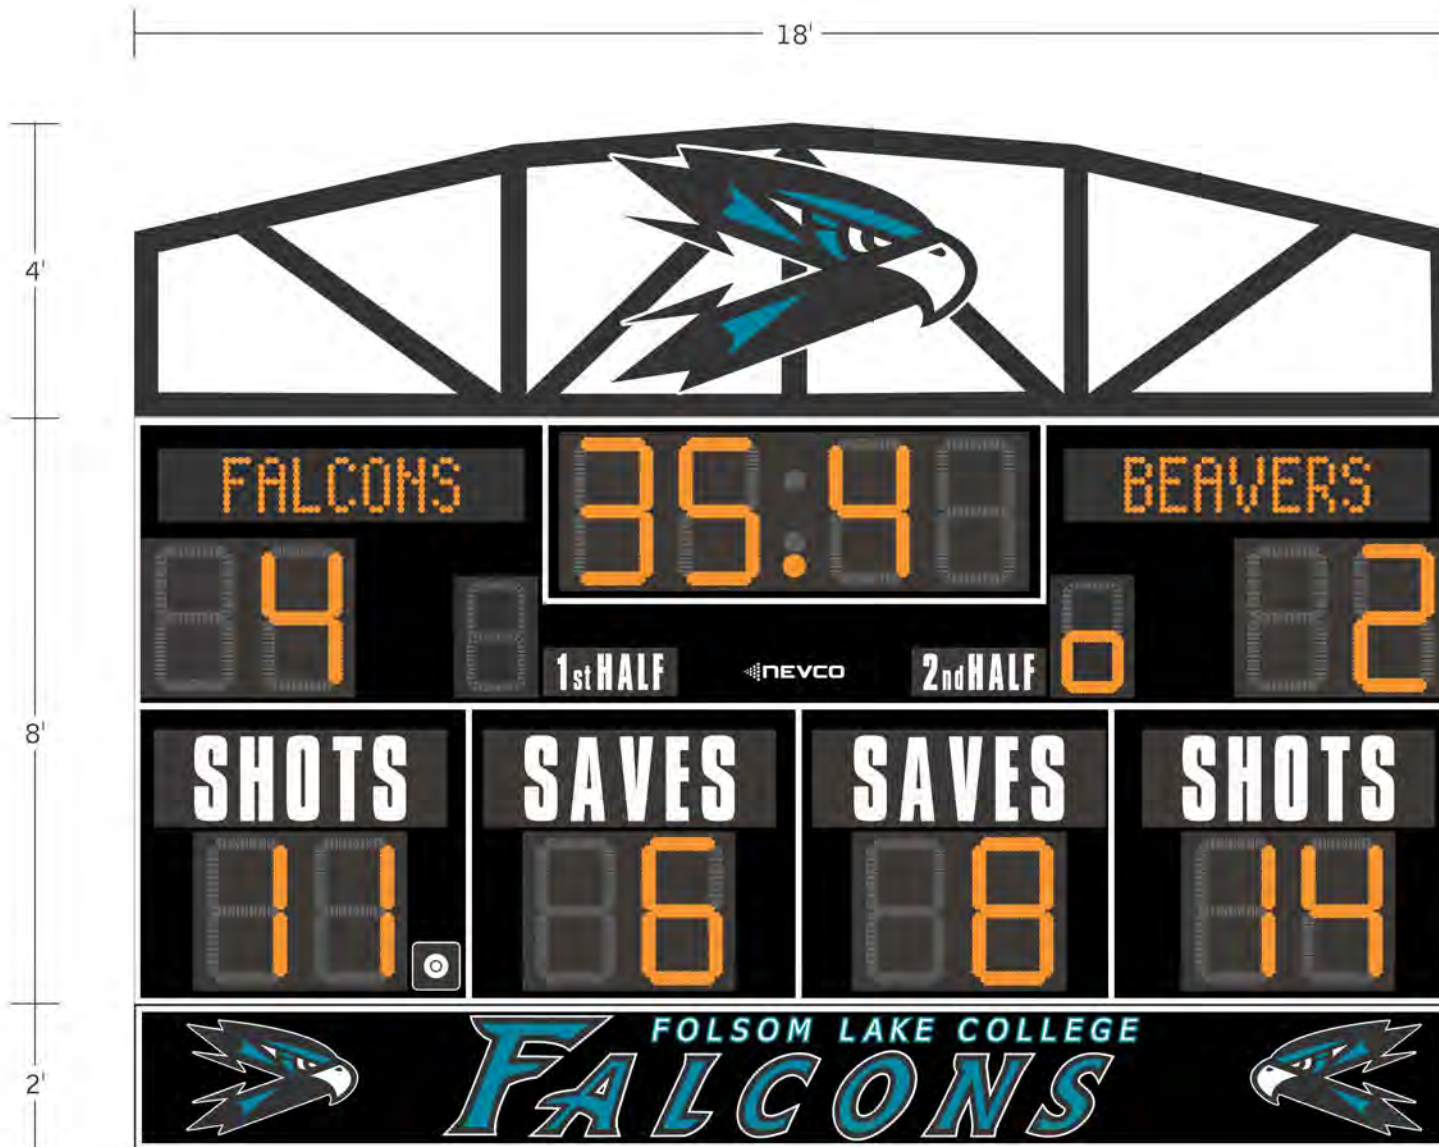 18'
4'
FALCONS
35.4
BEAVERS
4
1st HALF
NEVCO
2nd HALF
o
2
8'
SHOTS
SAVES
SAVES
SHOTS
11
6
8
14
FOLSOM LAKE COLLEGE
FALCONS
2'